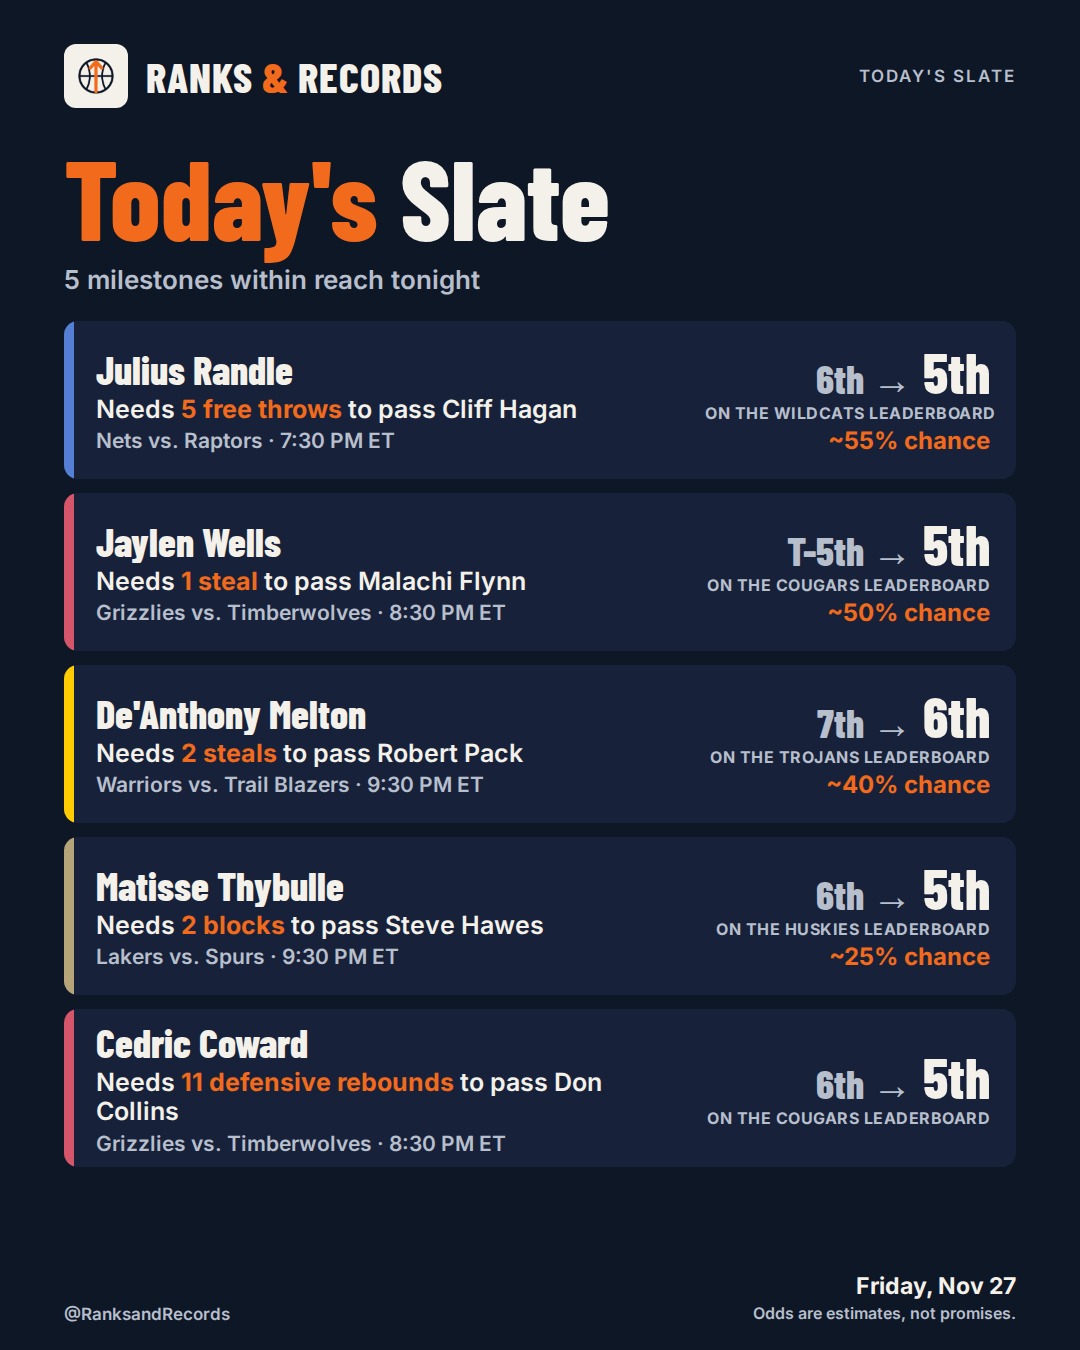 RANKS & RECORDS
TODAY'S SLATE
Today's Slate
5 milestones within reach tonight
Julius Randle
Needs 5 free throws to pass Cliff Hagan
Nets vs. Raptors · 7:30 PM ET
6th → 5th
ON THE WILDCATS LEADERBOARD
~55% chance
Jaylen Wells
Needs 1 steal to pass Malachi Flynn
Grizzlies vs. Timberwolves · 8:30 PM ET
T-5th → 5th
ON THE COUGARS LEADERBOARD
~50% chance
De'Anthony Melton
Needs 2 steals to pass Robert Pack
Warriors vs. Trail Blazers · 9:30 PM ET
7th → 6th
ON THE TROJANS LEADERBOARD
~40% chance
Matisse Thybulle
Needs 2 blocks to pass Steve Hawes
Lakers vs. Spurs · 9:30 PM ET
6th → 5th
ON THE HUSKIES LEADERBOARD
~25% chance
Cedric Coward
Needs 11 defensive rebounds to pass Don
Collins
Grizzlies vs. Timberwolves · 8:30 PM ET
6th → 5th
ON THE COUGARS LEADERBOARD
Friday, Nov 27
@RanksandRecords
Odds are estimates, not promises.